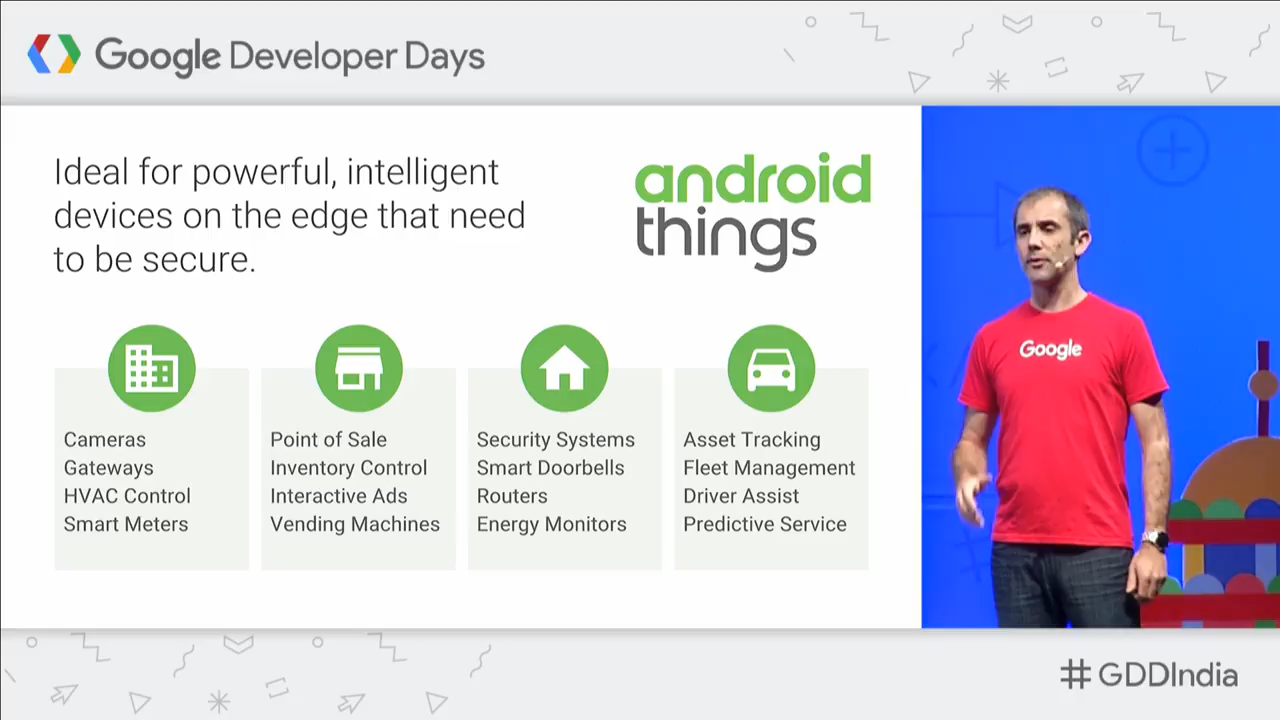 Google Developer Days
Ideal for powerful, intelligent
devices on the edge that need
to be secure.
android
things
Cameras
Gateways
HVAC Control
Smart Meters
Point of Sale
Inventory Control
Interactive Ads
Vending Machines
Security Systems
Smart Doorbells
Routers
Energy Monitors
Asset Tracking
Fleet Management
Driver Assist
Predictive Service
Google
#GDDIndia